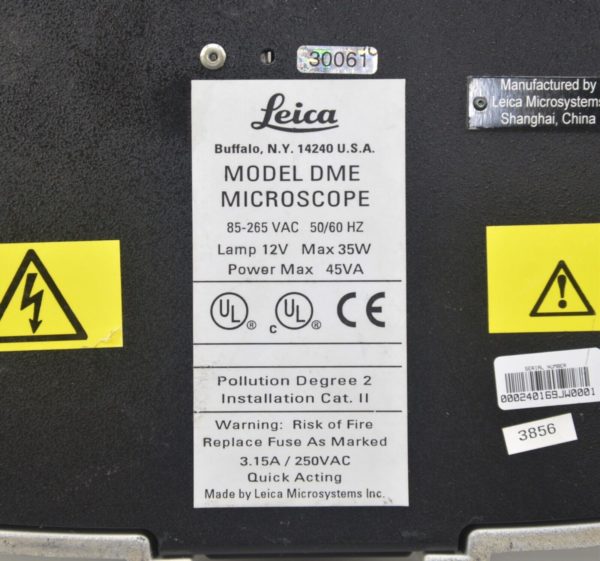 30061
Leica
Buffalo, N.Y. 14240 U.S.A.
MODEL DME
MICROSCOPE
85-265 VAC 50/60 HZ
Lamp 12V Max 35W
Power Max 45VA
UL® c UL® CE
Pollution Degree 2
Installation Cat. II
Warning: Risk of Fire
Replace Fuse As Marked
3.15A / 250VAC
Quick Acting
Made by Leica Microsystems Inc.
Manufactured by
Leica Microsystems
Shanghai, China
SERIAL NUMBER
000240169JW0001
3856